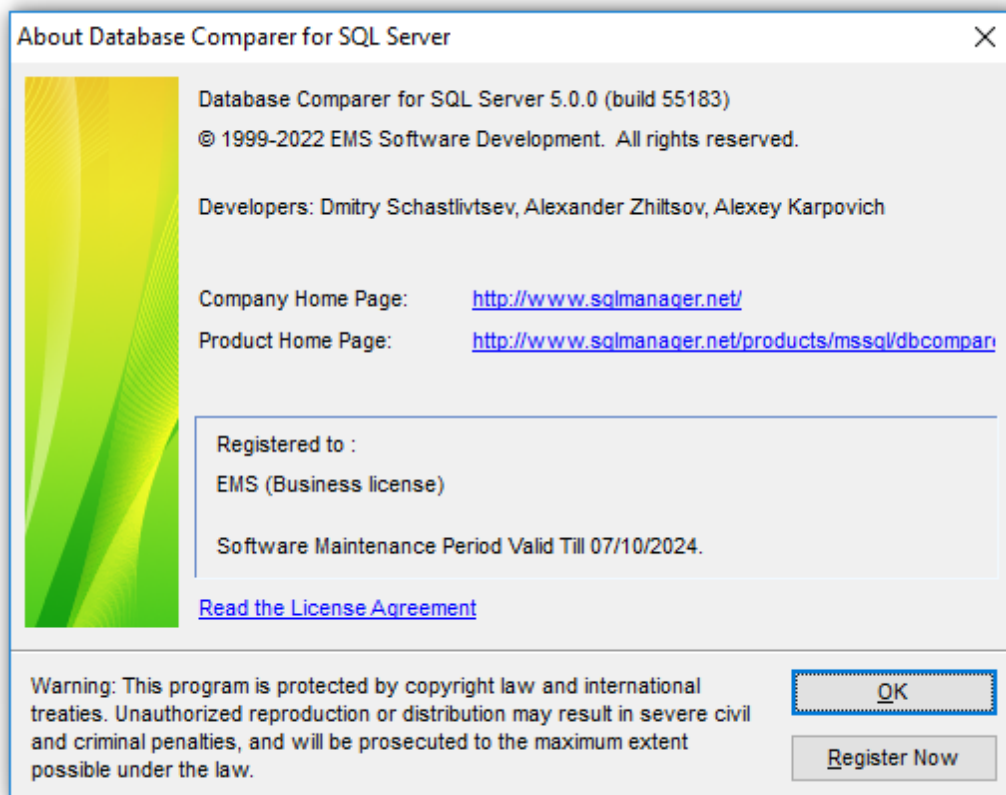 About Database Comparer for SQL Server
Database Comparer for SQL Server 5.0.0 (build 55183)
© 1999-2022 EMS Software Development. All rights reserved.
Developers: Dmitry Schastlivtsev, Alexander Zhiltsov, Alexey Karpovich
Company Home Page: http://www.sqlmanager.net/
Product Home Page: http://www.sqlmanager.net/products/mssql/dbcompare
Registered to :
EMS (Business license)
Software Maintenance Period Valid Till 07/10/2024.
Read the License Agreement
Warning: This program is protected by copyright law and international
treaties. Unauthorized reproduction or distribution may result in severe civil
and criminal penalties, and will be prosecuted to the maximum extent
possible under the law.
OK
Register Now